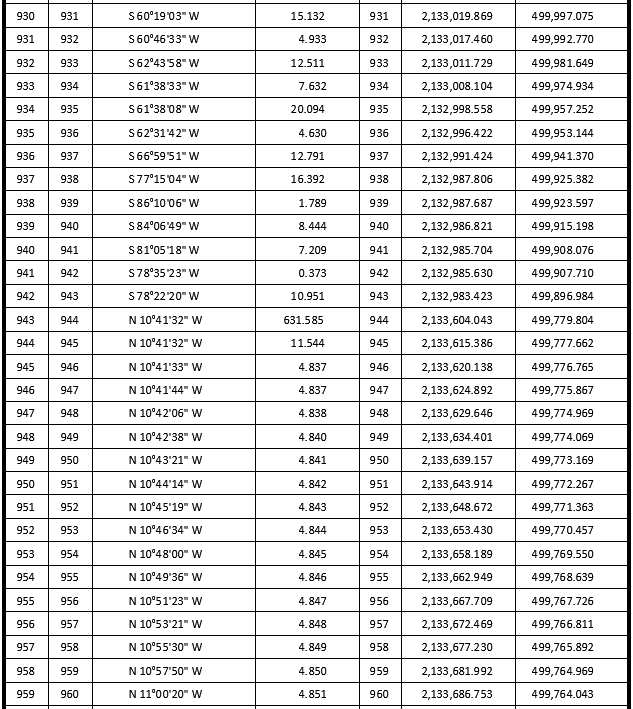 930 931 S 60°19'03" W 15.132 931 2,133,019.869 499,997.075
931 932 S 60°46'33" W 4.933 932 2,133,017.460 499,992.770
932 933 S 62°43'58" W 12.511 933 2,133,011.729 499,981.649
933 934 S 61°38'33" W 7.632 934 2,133,008.104 499,974.934
934 935 S 61°38'08" W 20.094 935 2,132,998.558 499,957.252
935 936 S 62°31'42" W 4.630 936 2,132,996.422 499,953.144
936 937 S 66°59'51" W 12.791 937 2,132,991.424 499,941.370
937 938 S 77°15'04" W 16.392 938 2,132,987.806 499,925.382
938 939 S 86°10'06" W 1.789 939 2,132,987.687 499,923.597
939 940 S 84°06'49" W 8.444 940 2,132,986.821 499,915.198
940 941 S 81°05'18" W 7.209 941 2,132,985.704 499,908.076
941 942 S 78°35'23" W 0.373 942 2,132,985.630 499,907.710
942 943 S 78°22'20" W 10.951 943 2,132,983.423 499,896.984
943 944 N 10°41'32" W 631.585 944 2,133,604.043 499,779.804
944 945 N 10°41'32" W 11.544 945 2,133,615.386 499,777.662
945 946 N 10°41'33" W 4.837 946 2,133,620.138 499,776.765
946 947 N 10°41'44" W 4.837 947 2,133,624.892 499,775.867
947 948 N 10°42'06" W 4.838 948 2,133,629.646 499,774.969
948 949 N 10°42'38" W 4.840 949 2,133,634.401 499,774.069
949 950 N 10°43'21" W 4.841 950 2,133,639.157 499,773.169
950 951 N 10°44'14" W 4.842 951 2,133,643.914 499,772.267
951 952 N 10°45'19" W 4.843 952 2,133,648.672 499,771.363
952 953 N 10°46'34" W 4.844 953 2,133,653.430 499,770.457
953 954 N 10°48'00" W 4.845 954 2,133,658.189 499,769.550
954 955 N 10°49'36" W 4.846 955 2,133,662.949 499,768.639
955 956 N 10°51'23" W 4.847 956 2,133,667.709 499,767.726
956 957 N 10°53'21" W 4.848 957 2,133,672.469 499,766.811
957 958 N 10°55'30" W 4.849 958 2,133,677.230 499,765.892
958 959 N 10°57'50" W 4.850 959 2,133,681.992 499,764.969
959 960 N 11°00'20" W 4.851 960 2,133,686.753 499,764.043